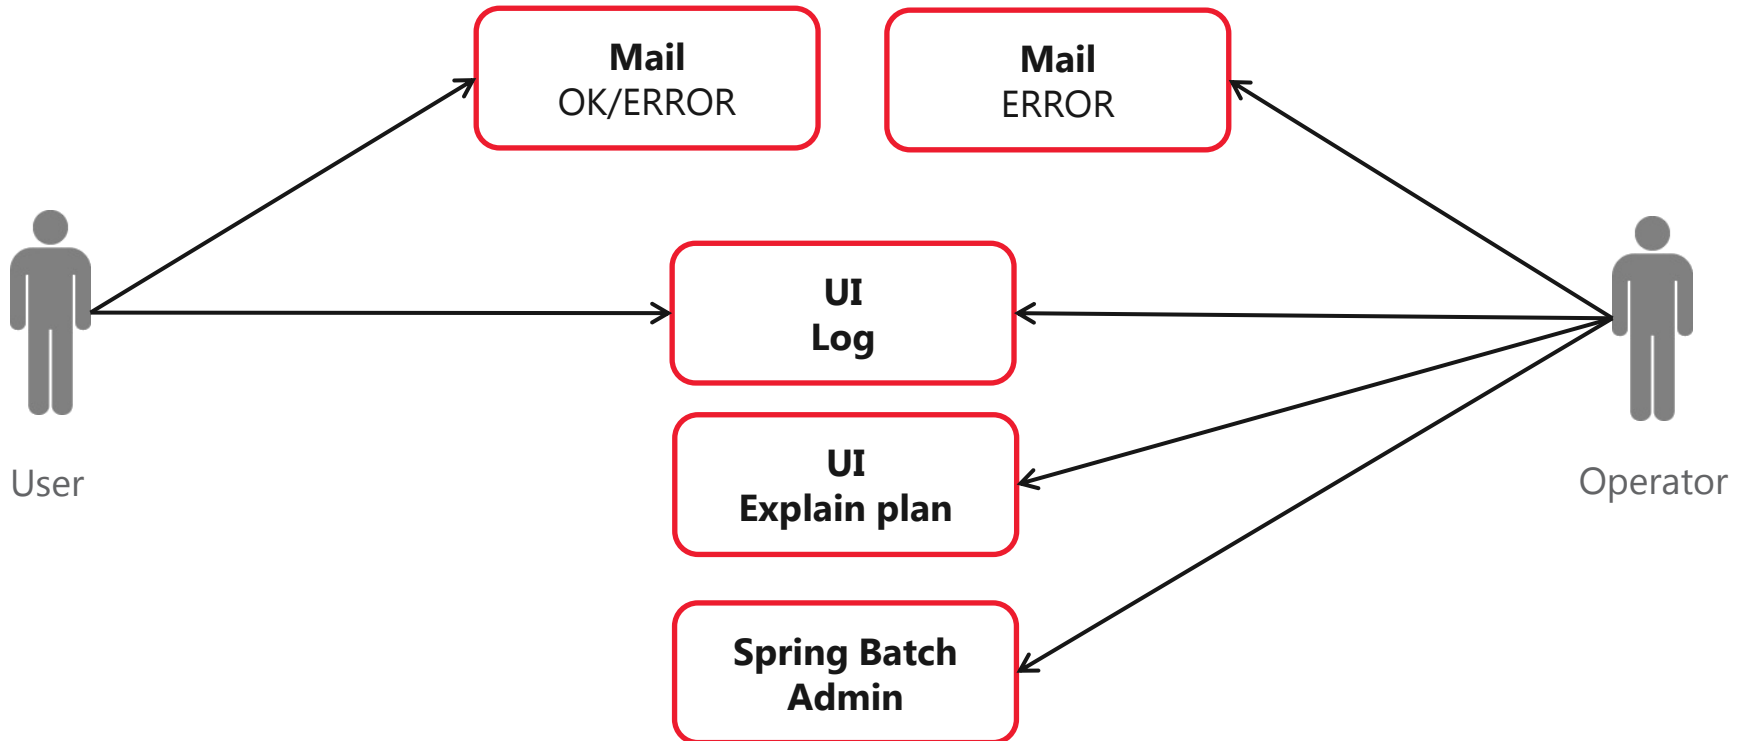 Mail
OK/ERROR
Mail
ERROR
UI
Log
UI
Explain plan
User
Operator
Spring Batch
Admin